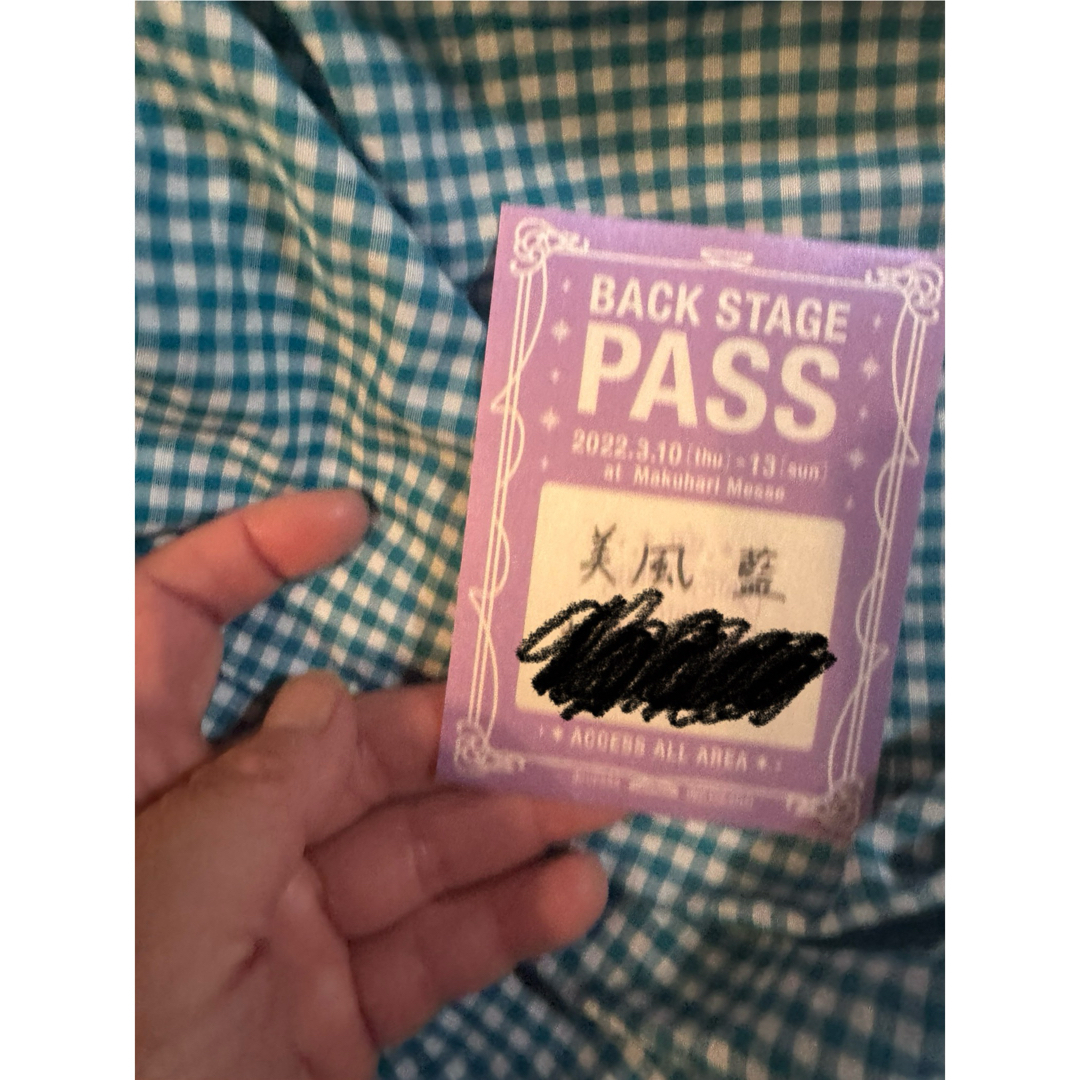 BACK STAGE
PASS
2022.3.10 [thu] - 13 [sun]
at Makuhari Messe
美風 藍
ACCESS ALL AREA